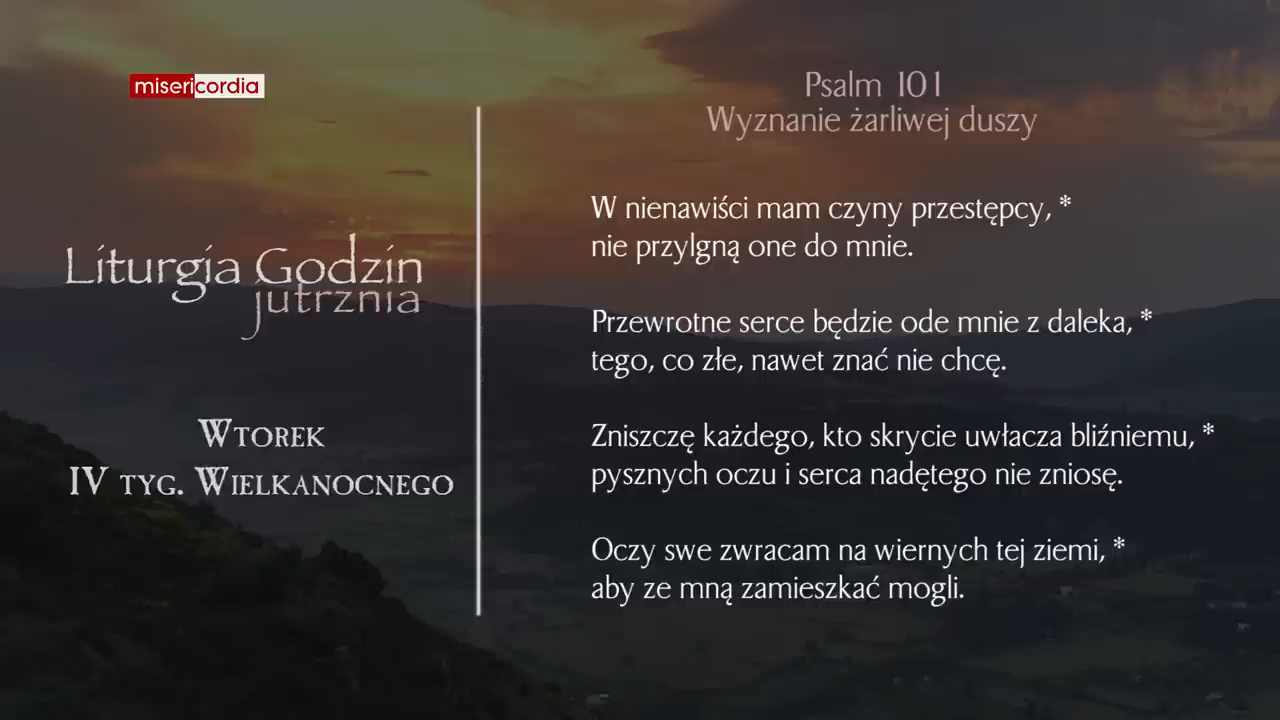 misericordia
Liturgia Godzin
jutrznia
Wtorek
IV tyg. Wielkanocnego
Psalm 101
Wyznanie żarliwej duszy
W nienawiści mam czyny przestępcy, *
nie przylgną one do mnie.
Przewrotne serce będzie ode mnie z daleka, *
tego, co złe, nawet znać nie chcę.
Zniszczę każdego, kto skrycie uwłacza bliźniemu, *
pysznych oczu i serca nadętego nie zniosę.
Oczy swe zwracam na wiernych tej ziemi, *
aby ze mną zamieszkać mogli.